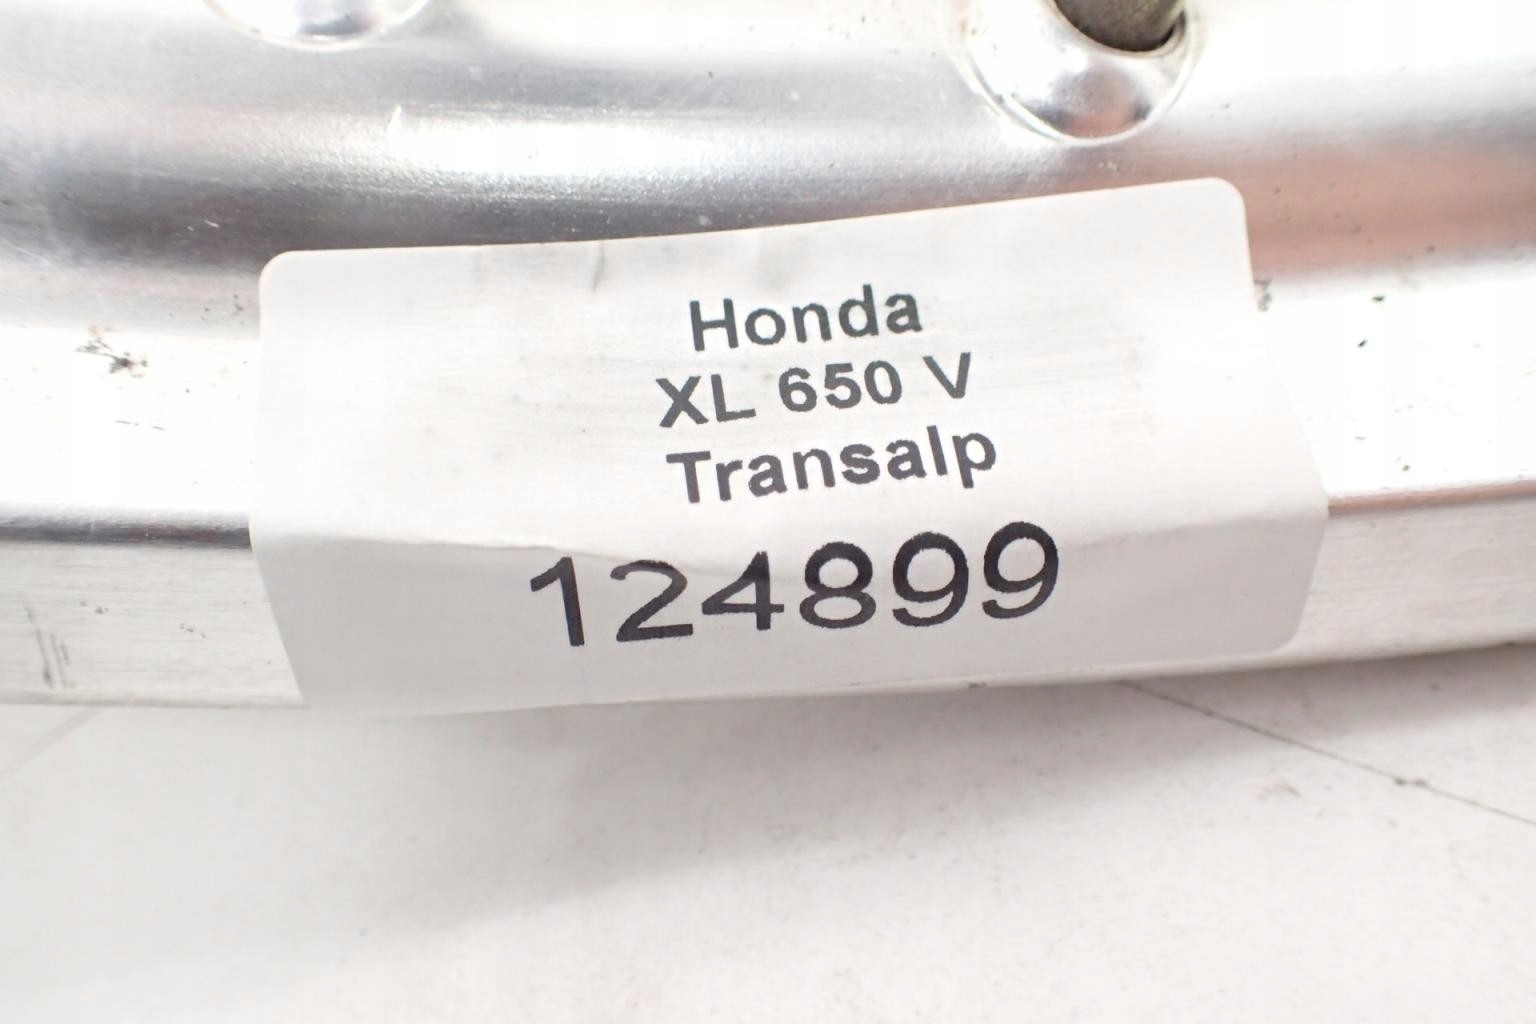 Honda
XL 650 V
Transalp
124899